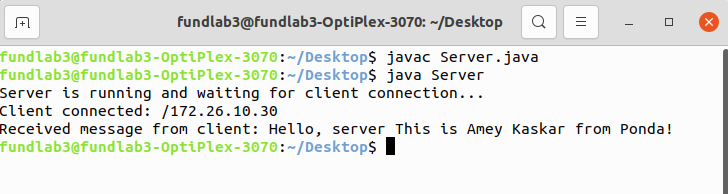 fundlab3@fundlab3-OptiPlex-3070: ~/Desktop
fundlab3@fundlab3-OptiPlex-3070:~/Desktop$ javac Server.java
fundlab3@fundlab3-OptiPlex-3070:~/Desktop$ java Server
Server is running and waiting for client connection...
Client connected: /172.26.10.30
Received message from client: Hello, server This is Amey Kaskar from Ponda!
fundlab3@fundlab3-OptiPlex-3070:~/Desktop$